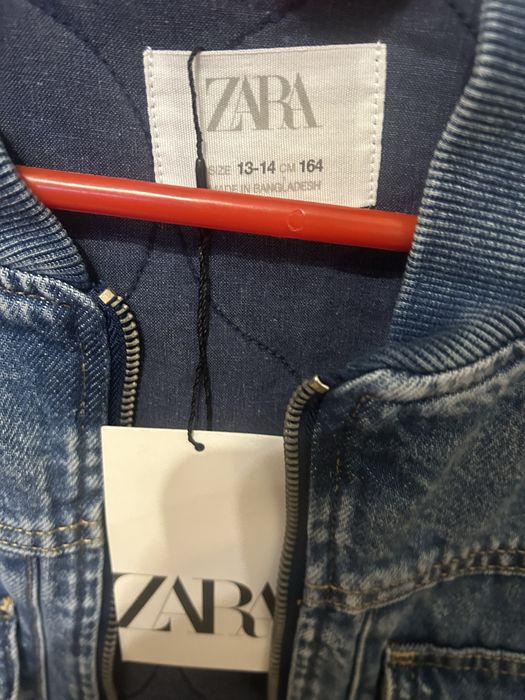 ZARA
SIZE 13-14 CM 164
MADE IN BANGLADESH
ZARA